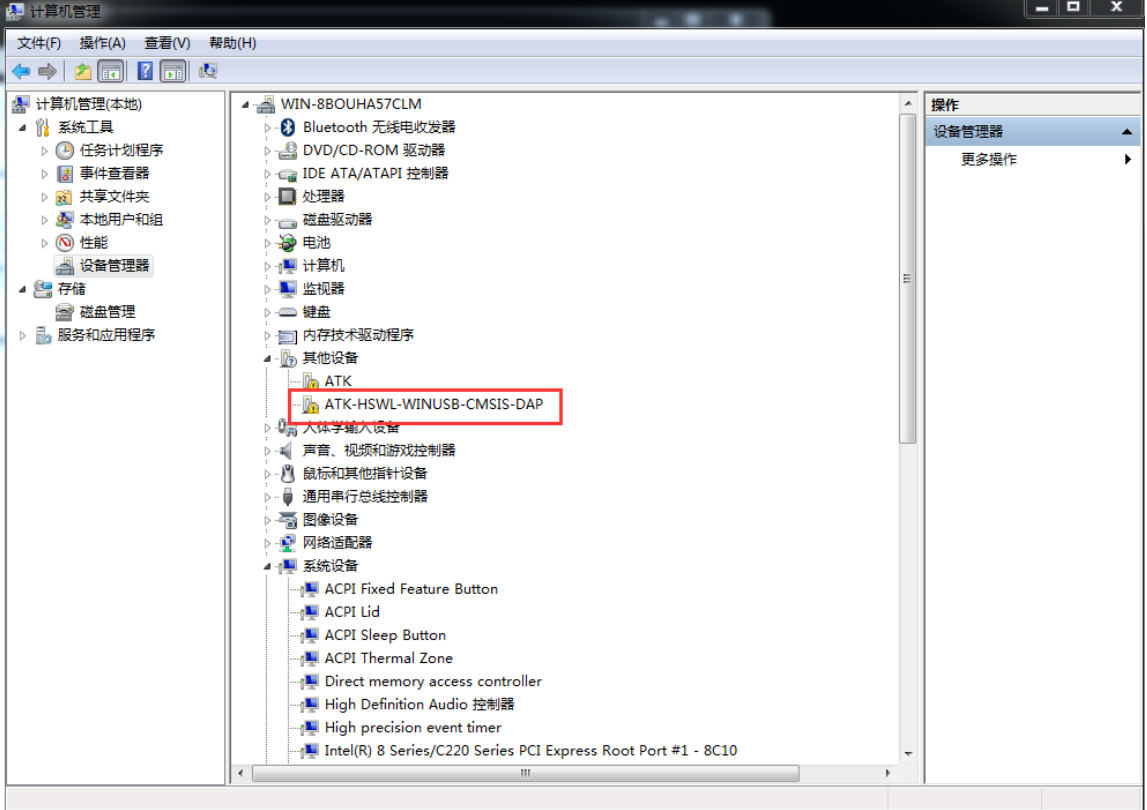 计算机管理
文件(F) 操作(A) 查看(V) 帮助(H)
计算机管理(本地)
系统工具
任务计划程序
事件查看器
共享文件夹
本地用户和组
性能
设备管理器
存储
磁盘管理
服务和应用程序
WIN-8BOUHA57CLM
Bluetooth 无线电收发器
DVD/CD-ROM 驱动器
IDE ATA/ATAPI 控制器
处理器
磁盘驱动器
电池
计算机
监视器
键盘
内存技术驱动程序
其他设备
ATK
ATK-HSWL-WINUSB-CMSIS-DAP
人体学输入设备
声音、视频和游戏控制器
鼠标和其他指针设备
通用串行总线控制器
图像设备
网络适配器
系统设备
ACPI Fixed Feature Button
ACPI Lid
ACPI Sleep Button
ACPI Thermal Zone
Direct memory access controller
High Definition Audio 控制器
High precision event timer
Intel(R) 8 Series/C220 Series PCI Express Root Port #1 - 8C10
操作
设备管理器
更多操作